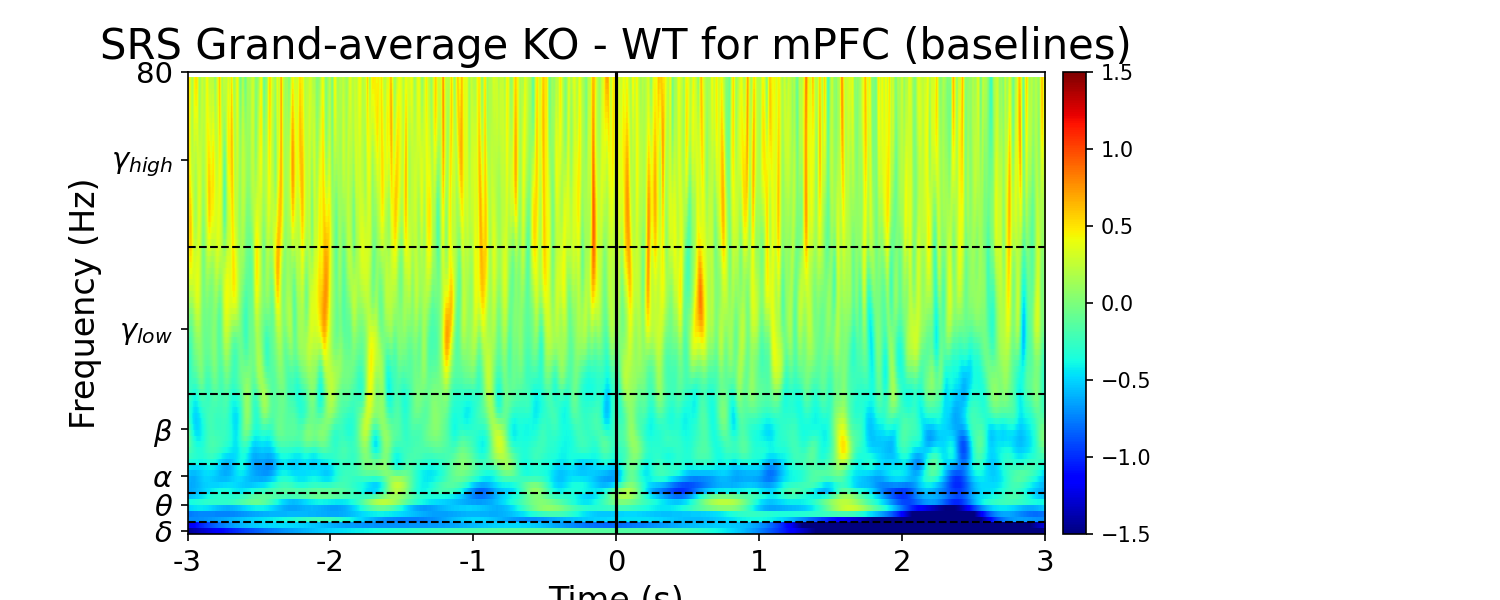 SRS Grand-average KO - WT for mPFC (baselines)
80
γhigh
γlow
β
α
θ
δ
Frequency (Hz)
-3 -2 -1 0 1 2 3
Time (s)
1.5
1.0
0.5
0.0
−0.5
−1.0
−1.5